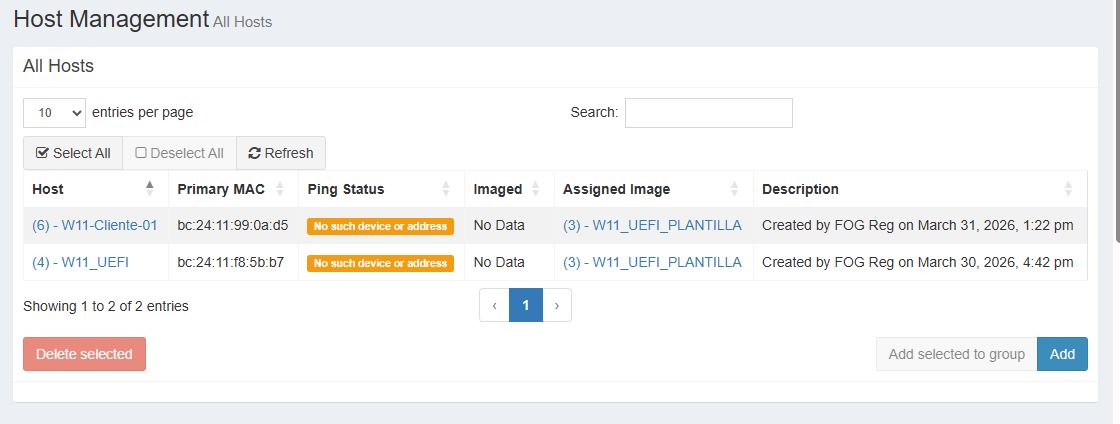 Host Management All Hosts
All Hosts
10 entries per page Search:
Select All Deselect All Refresh
Host Primary MAC Ping Status Imaged Assigned Image Description
(6) - W11-Cliente-01 bc:24:11:99:0a:d5 No such device or address No Data (3) - W11_UEFI_PLANTILLA Created by FOG Reg on March 31, 2026, 1:22 pm
(4) - W11_UEFI bc:24:11:f8:5b:b7 No such device or address No Data (3) - W11_UEFI_PLANTILLA Created by FOG Reg on March 30, 2026, 4:42 pm
Showing 1 to 2 of 2 entries ‹ 1 ›
Delete selected Add selected to group Add